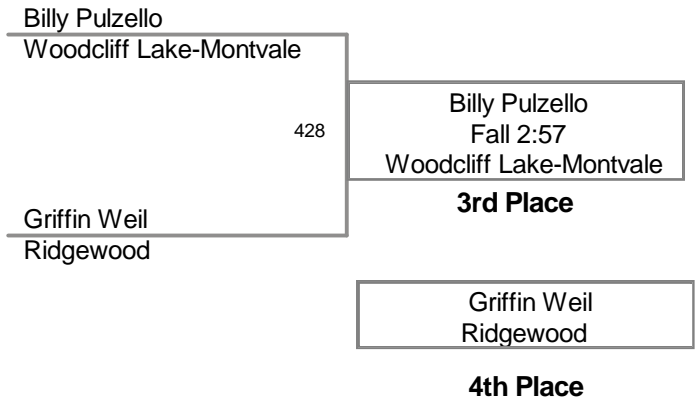 Billy Pulzello
Woodcliff Lake-Montvale
428
Billy Pulzello
Fall 2:57
Woodcliff Lake-Montvale
3rd Place
Griffin Weil
Ridgewood
Griffin Weil
Ridgewood
4th Place